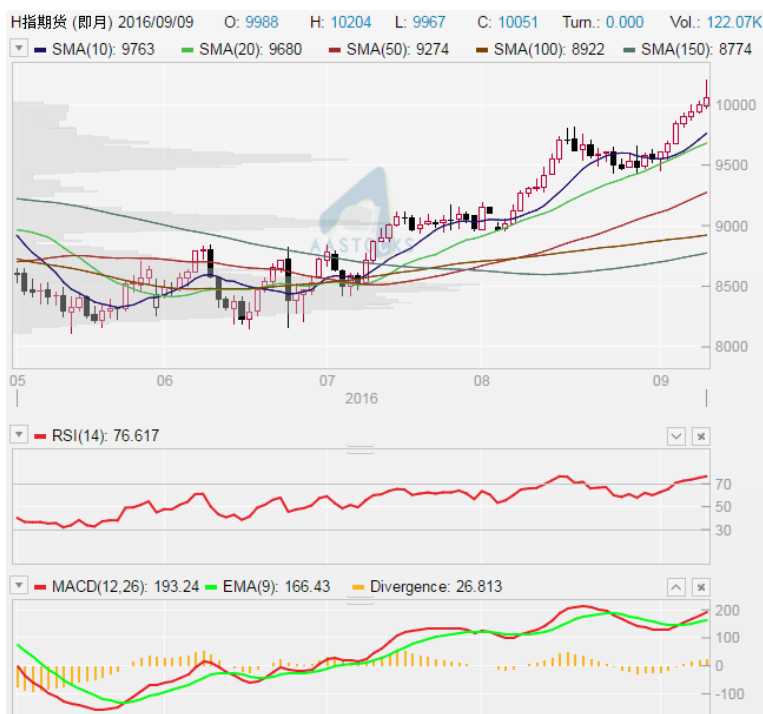 H指期货 (即月) 2016/09/09 O: 9988 H: 10204 L: 9967 C: 10051 Turn.: 0.000 Vol.: 122.07K
SMA(10): 9763 SMA(20): 9680 SMA(50): 9274 SMA(100): 8922 SMA(150): 8774
10000
9500
9000
AASTOCKS
8500
8000
05 06 07 08 09
2016
RSI(14): 76.617
70
50
30
MACD(12,26): 193.24 EMA(9): 166.43 Divergence: 26.813
200
100
0
-100